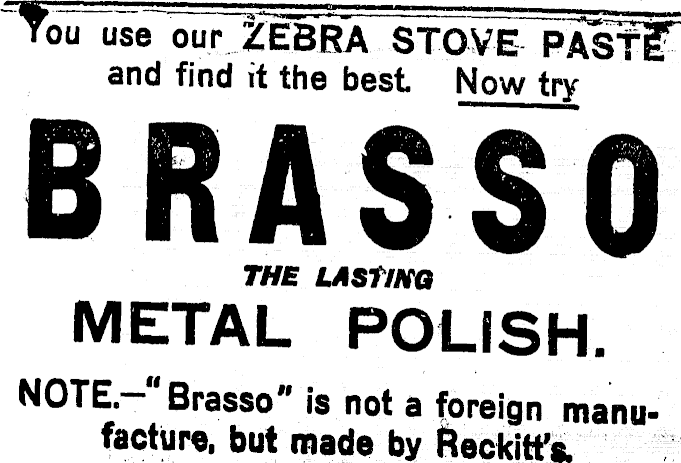 You use our ZEBRA STOVE PASTE
and find it the best. Now try
BRASSO
THE LASTING
METAL POLISH.
NOTE.—"Brasso" is not a foreign manu-
facture, but made by Reckitt's.